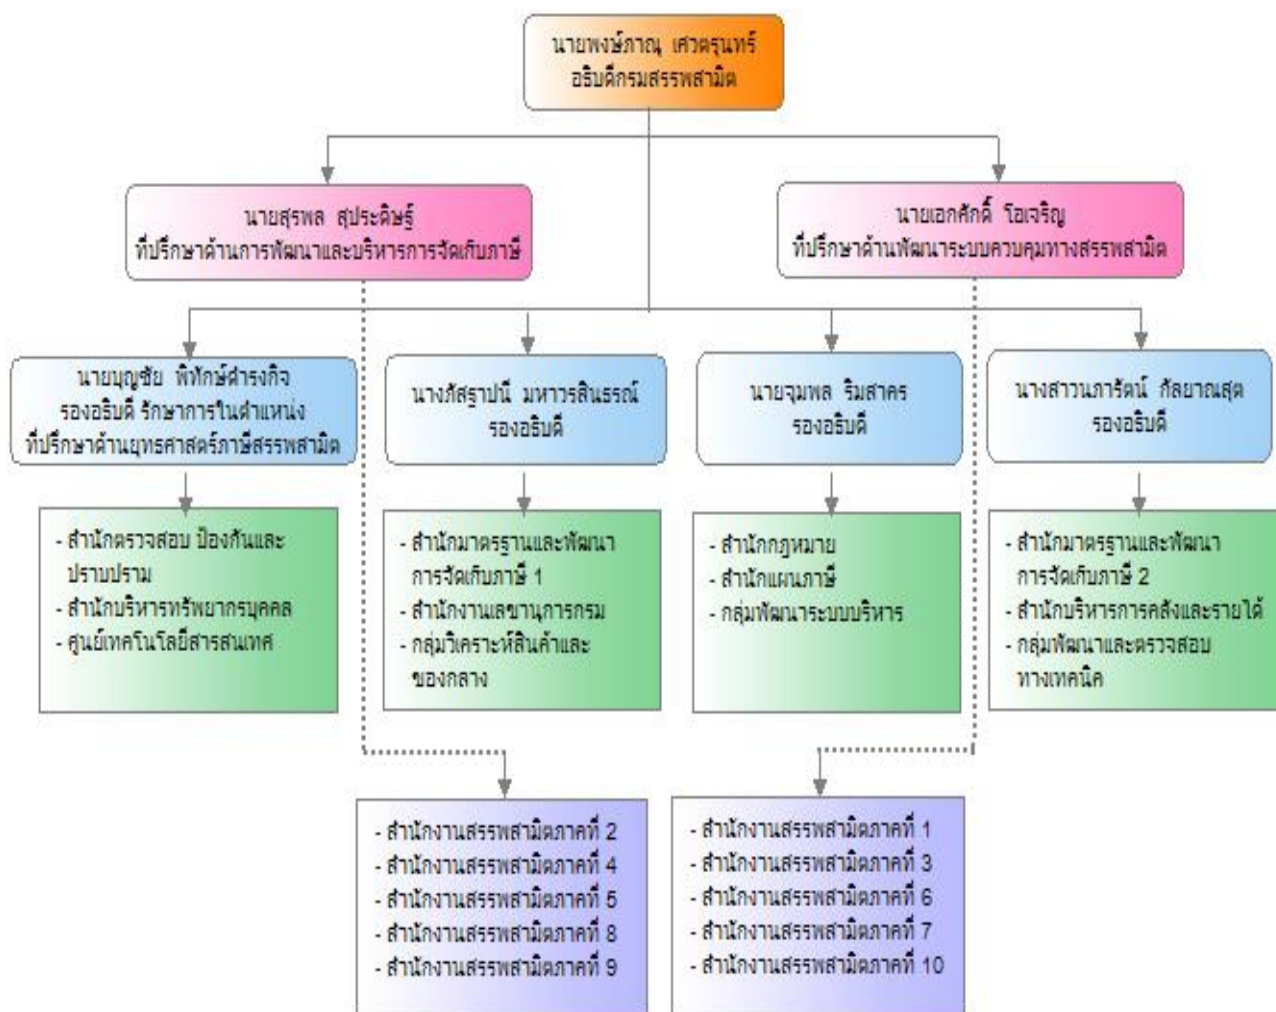 นายพงษ์ภาณุ เศวตรุนทร์
อธิบดีกรมสรรพสามิต
นายสุรพล สุประดิษฐ์
ที่ปรึกษาด้านการพัฒนาและบริหารการจัดเก็บภาษี
นายเอกศักดิ์ โอเจริญ
ที่ปรึกษาด้านพัฒนาระบบควบคุมทางสรรพสามิต
นายบุญชัย พิทักษ์ดำรงกิจ
รองอธิบดี รักษาการในตำแหน่ง
ที่ปรึกษาด้านยุทธศาสตร์ภาษีสรรพสามิต
นางภัสฐาปนี มหาวรสินธรณ์
รองอธิบดี
นายจุมพล ริมสาคร
รองอธิบดี
นางสาวนภารัตน์ กัลยาณสุต
รองอธิบดี
- สำนักตรวจสอบ ป้องกันและ
ปราบปราม
- สำนักบริหารทรัพยากรบุคคล
- ศูนย์เทคโนโลยีสารสนเทศ
- สำนักมาตรฐานและพัฒนา
การจัดเก็บภาษี 1
- สำนักงานเลขานุการกรม
- กลุ่มวิเคราะห์สินค้าและ
ของกลาง
- สำนักกฎหมาย
- สำนักแผนภาษี
- กลุ่มพัฒนาระบบบริหาร
- สำนักมาตรฐานและพัฒนา
การจัดเก็บภาษี 2
- สำนักบริหารการคลังและรายได้
- กลุ่มพัฒนาและตรวจสอบ
ทางเทคนิค
- สำนักงานสรรพสามิตภาคที่ 2
- สำนักงานสรรพสามิตภาคที่ 4
- สำนักงานสรรพสามิตภาคที่ 5
- สำนักงานสรรพสามิตภาคที่ 8
- สำนักงานสรรพสามิตภาคที่ 9
- สำนักงานสรรพสามิตภาคที่ 1
- สำนักงานสรรพสามิตภาคที่ 3
- สำนักงานสรรพสามิตภาคที่ 6
- สำนักงานสรรพสามิตภาคที่ 7
- สำนักงานสรรพสามิตภาคที่ 10